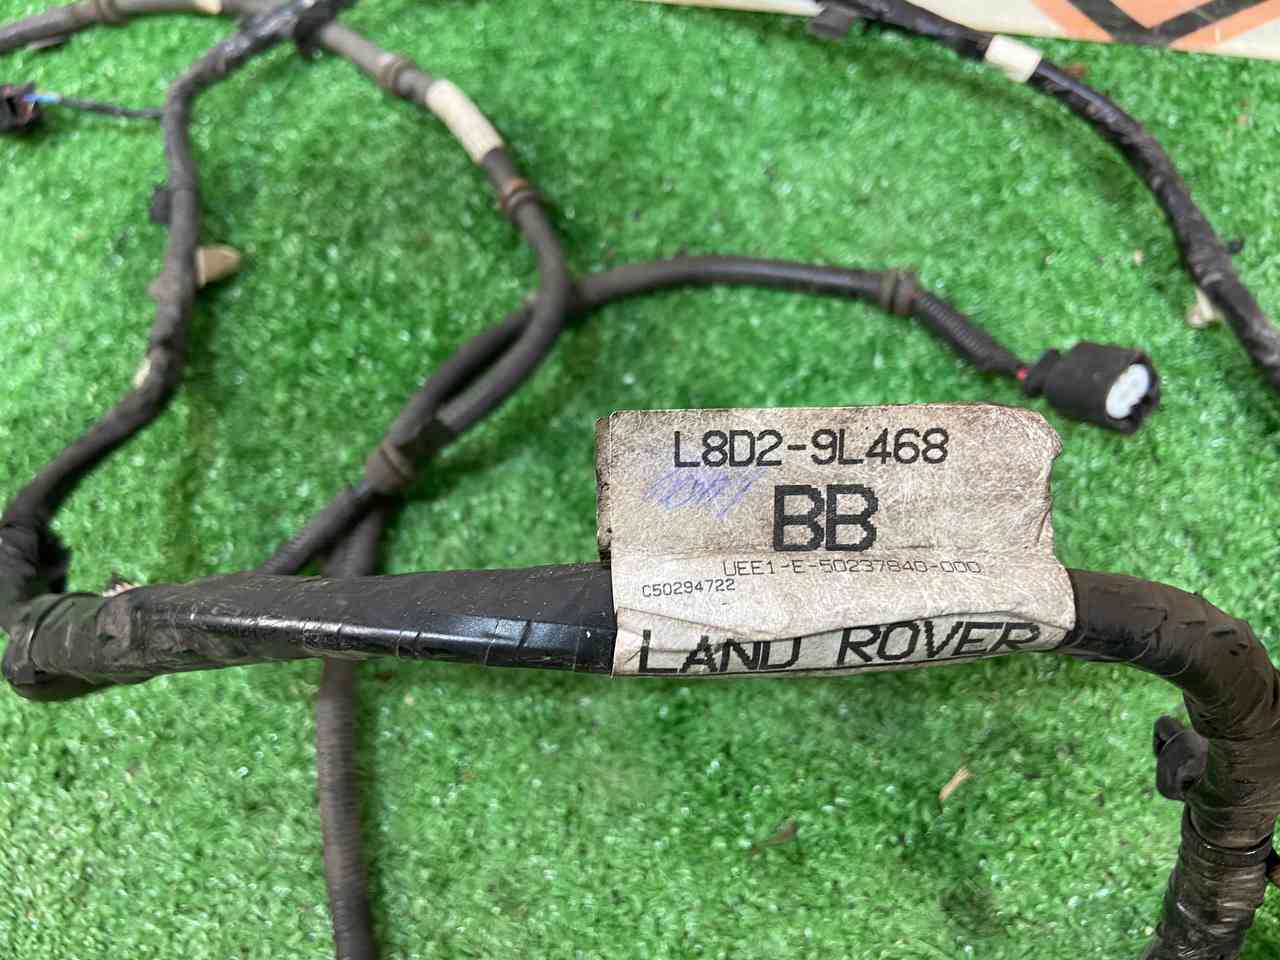 L8D2-9L468
BB
UEE1-E-50237840-000
C50294722
LAND ROVER